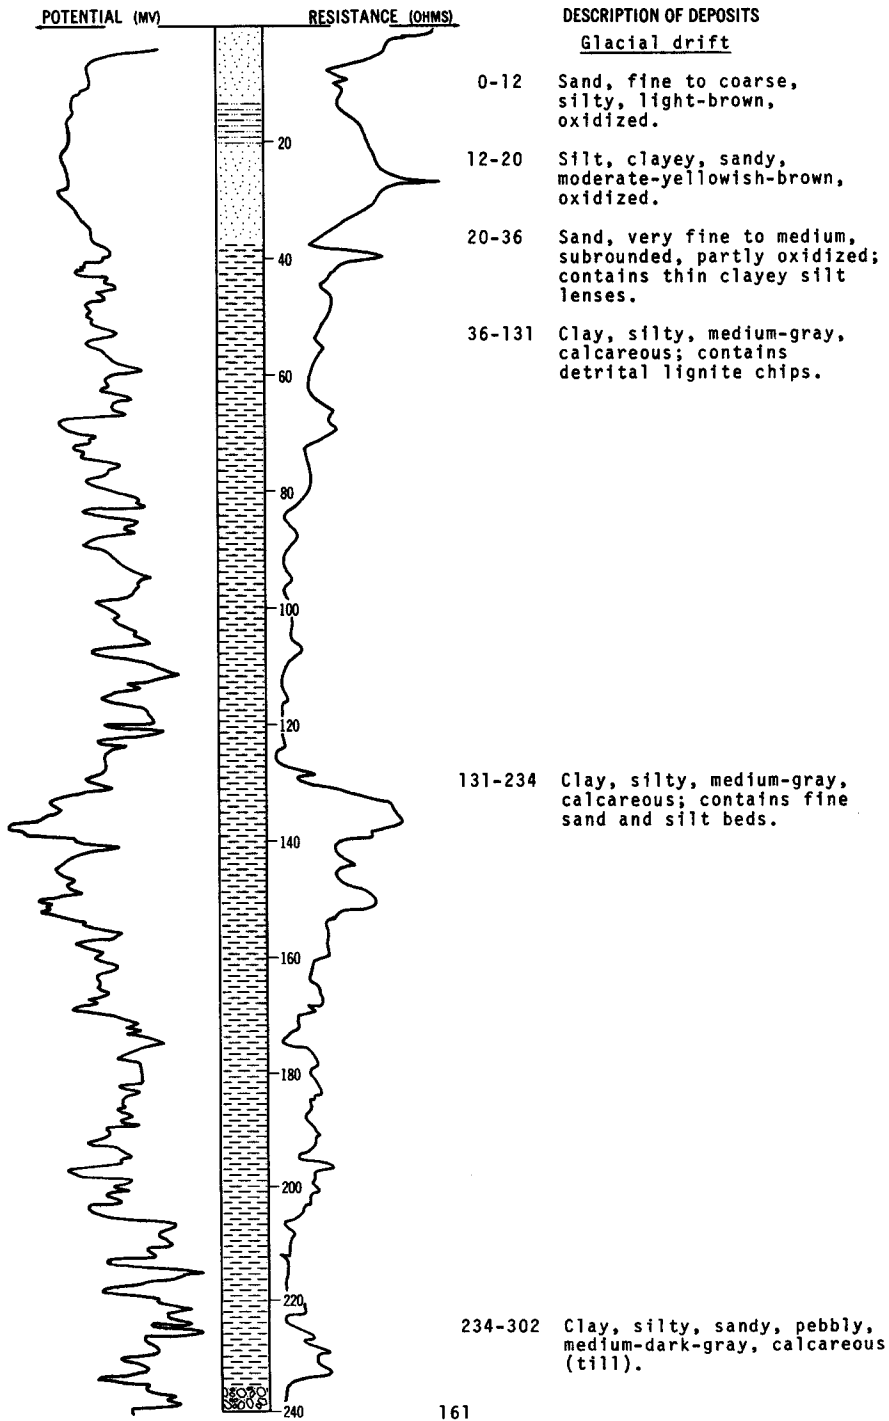 POTENTIAL (MV) RESISTANCE (OHMS) DESCRIPTION OF DEPOSITS
Glacial drift
0-12 Sand, fine to coarse,
silty, light-brown,
oxidized.
20
12-20 Silt, clayey, sandy,
moderate-yellowish-brown,
oxidized.
20-36 Sand, very fine to medium,
subrounded, partly oxidized;
contains thin clayey silt
lenses.
40
36-131 Clay, silty, medium-gray,
calcareous; contains
detrital lignite chips.
60
80
100
120
131-234 Clay, silty, medium-gray,
calcareous; contains fine
sand and silt beds.
140
160
180
200
220
234-302 Clay, silty, sandy, pebbly,
medium-dark-gray, calcareous
(till).
240
161